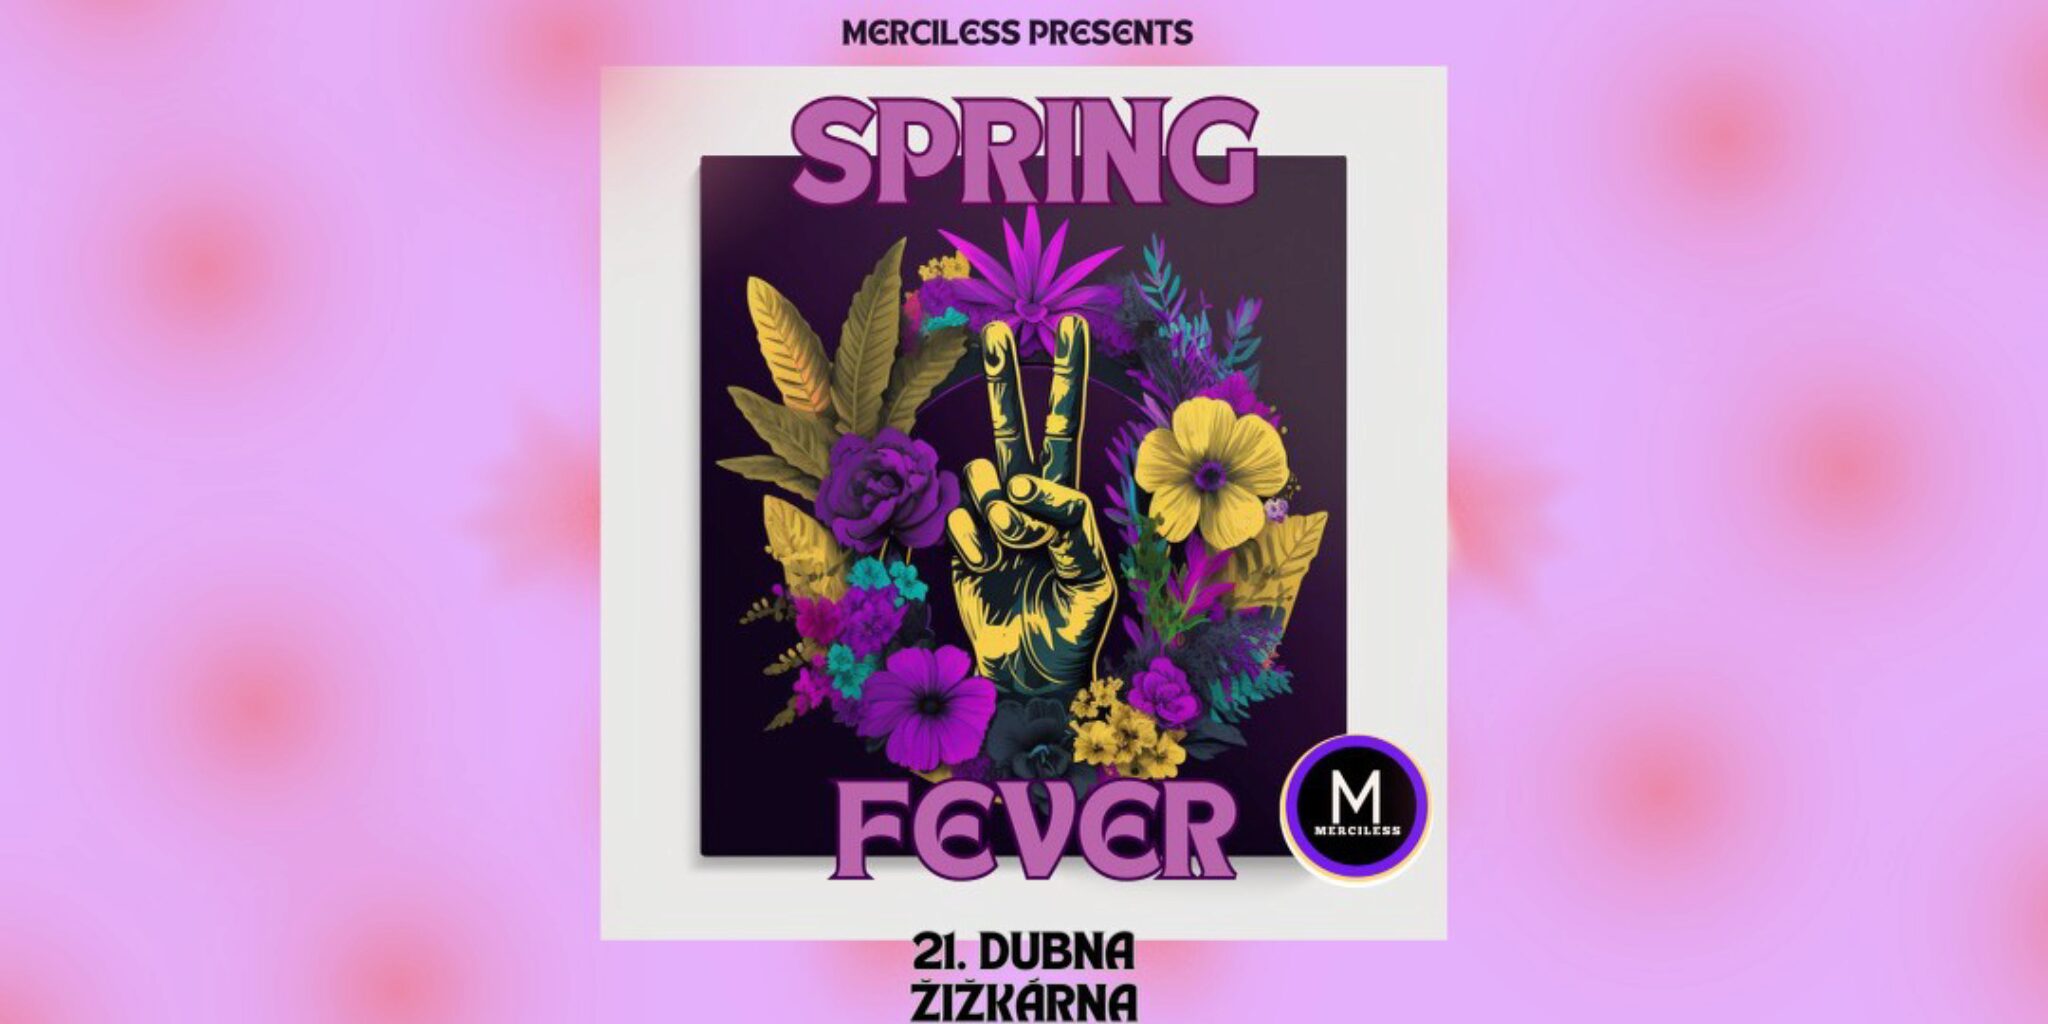 MERCILESS PRESENTS
SPRING
FEVER
M
MERCILESS
21. DUBNA
ŽIŽKÁRNA